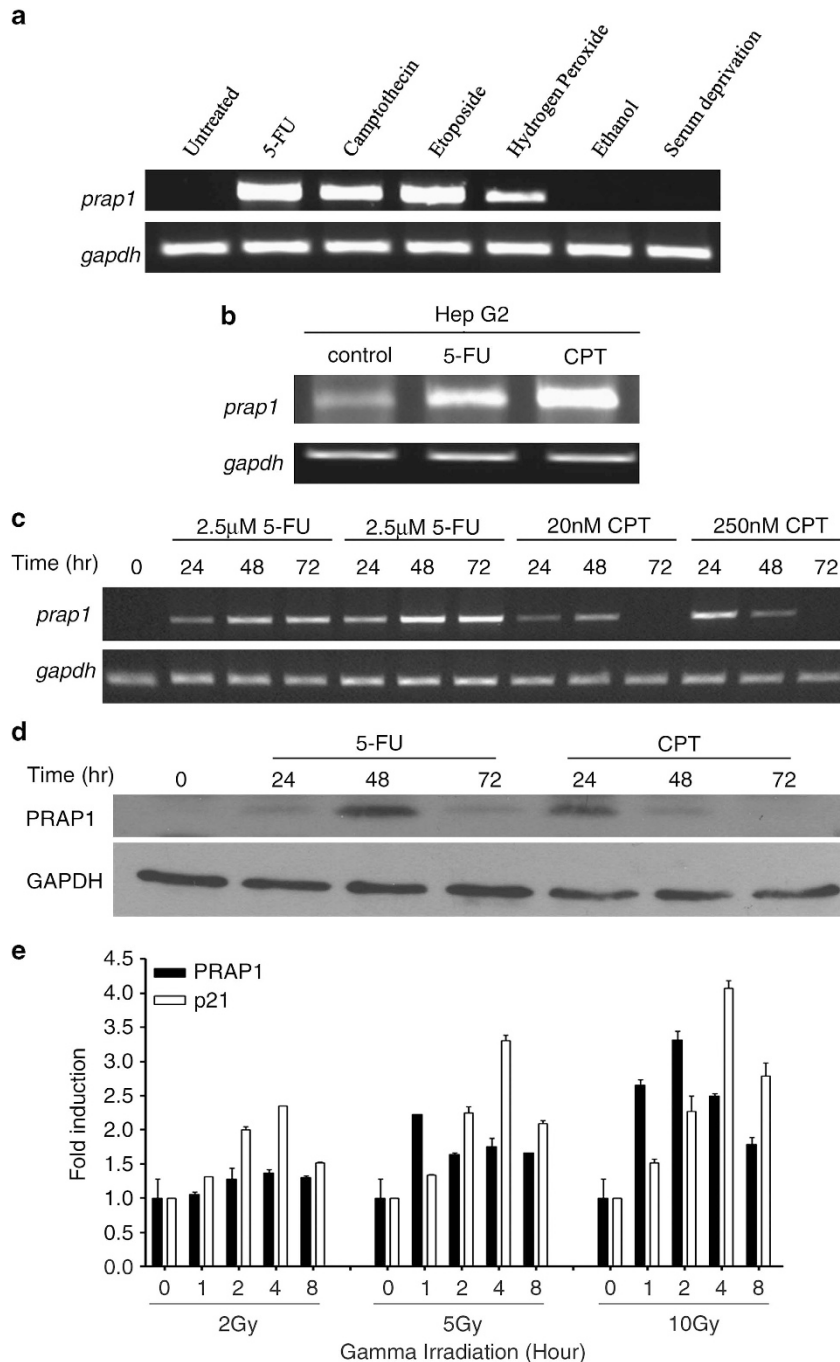 a
Untreated
5-FU
Camptothecin
Etoposide
Hydrogen Peroxide
Ethanol
Serum deprivation
prap1
gapdh
b
Hep G2
control 5-FU CPT
prap1
gapdh
c
2.5µM 5-FU 2.5µM 5-FU 20nM CPT 250nM CPT
Time (hr) 0 24 48 72 24 48 72 24 48 72 24 48 72
prap1
gapdh
d
5-FU CPT
Time (hr) 0 24 48 72 24 48 72
PRAP1
GAPDH
e
PRAP1
p21
Fold induction
4.5
4.0
3.5
3.0
2.5
2.0
1.5
1.0
0.5
0.0
0 1 2 4 8 0 1 2 4 8 0 1 2 4 8
2Gy 5Gy 10Gy
Gamma Irradiation (Hour)